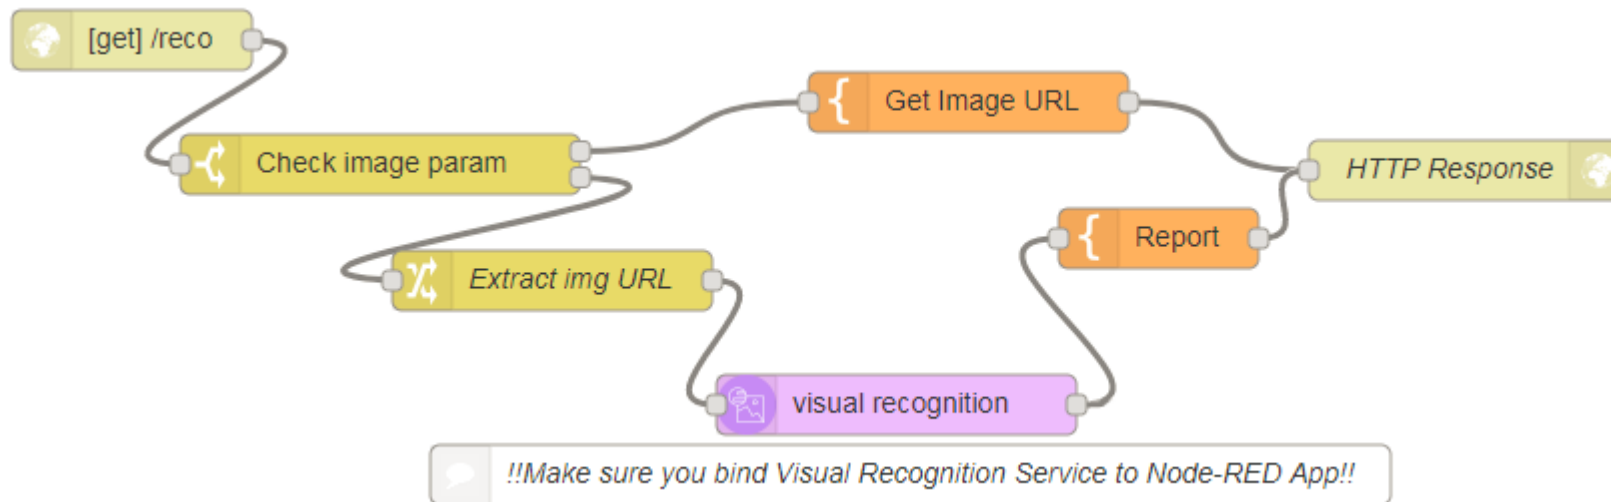 [get] /reco
Get Image URL
Check image param
HTTP Response
Report
Extract img URL
visual recognition
!!Make sure you bind Visual Recognition Service to Node-RED App!!